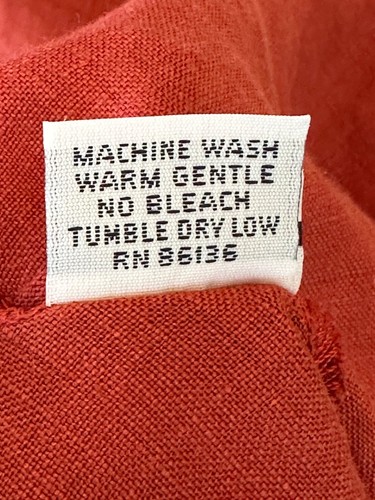 MACHINE WASH
WARM GENTLE
NO BLEACH
TUMBLE DRY LOW
RN 86136